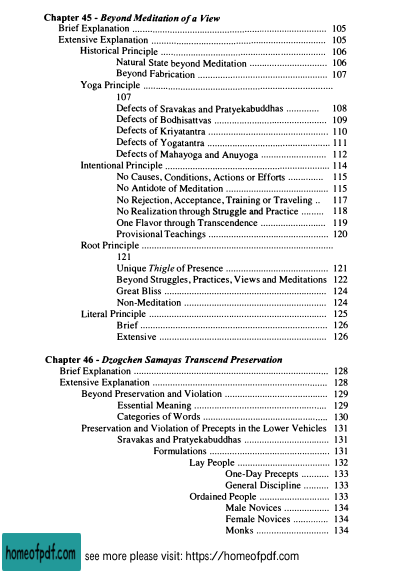 Chapter 45 - Beyond Meditation of a View
Brief Explanation ........ 105
Extensive Explanation ........ 105
Historical Principle ........ 106
Natural State beyond Meditation ........ 106
Beyond Fabrication ........ 107
Yoga Principle ........
107
Defects of Sravakas and Pratyekabuddhas ........ 108
Defects of Bodhisattvas ........ 109
Defects of Kriyatantra ........ 110
Defects of Yogatantra ........ 111
Defects of Mahayoga and Anuyoga ........ 112
Intentional Principle ........ 114
No Causes, Conditions, Actions or Efforts ........ 115
No Antidote of Meditation ........ 115
No Rejection, Acceptance, Training or Traveling .. 117
No Realization through Struggle and Practice ........ 118
One Flavor through Transcendence ........ 119
Provisional Teachings ........ 120
Root Principle ........
121
Unique Thigle of Presence ........ 121
Beyond Struggles, Practices, Views and Meditations 122
Great Bliss ........ 124
Non-Meditation ........ 124
Literal Principle ........ 125
Brief ........ 126
Extensive ........ 126
Chapter 46 - Dzogchen Samayas Transcend Preservation
Brief Explanation ........ 128
Extensive Explanation ........ 128
Beyond Preservation and Violation ........ 129
Essential Meaning ........ 129
Categories of Words ........ 130
Preservation and Violation of Precepts in the Lower Vehicles 131
Sravakas and Pratyekabuddhas ........ 131
Formulations ........ 131
Lay People ........ 132
One-Day Precepts ........ 133
General Discipline ........ 133
Ordained People ........ 133
Male Novices ........ 134
Female Novices ........ 134
Monks ........ 134
homeofpdf.com see more please visit: https://homeofpdf.com